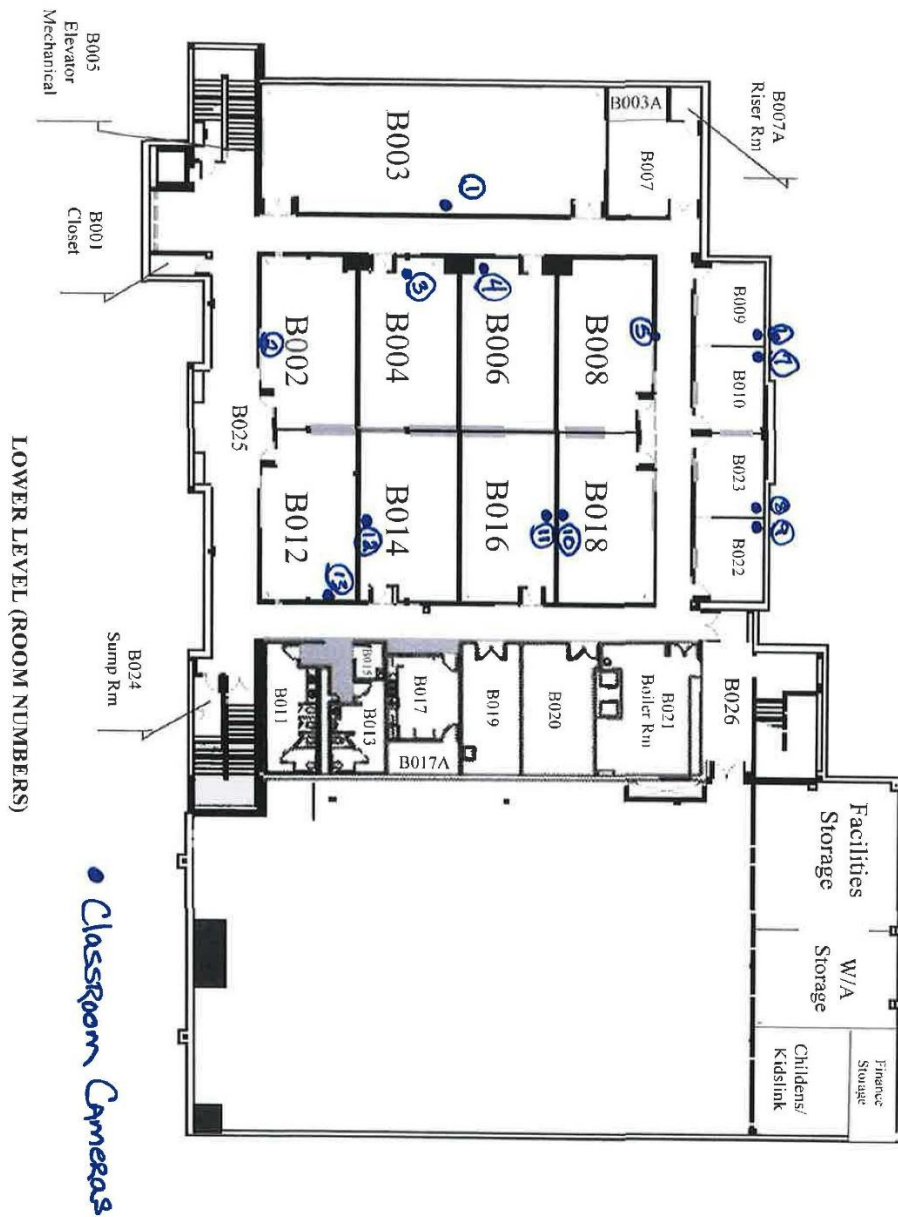 B005
Elevator
Mechanical
B001
Closet
B007A
Riser Rm
B003A
B007
B003
1
B002
2
B004
3
B006
4
B008
5
B009
6
B010
7
B023
8
B022
9
B025
B012
13
B014
12
B016
11
B018
10
B024
Sump Rm
B011
B015
B013
B017
B017A
B019
B020
B021
Boiler Rm
B026
Facilities
Storage
W/A
Storage
Childens/
Kidslink
Finance
Storage
LOWER LEVEL (ROOM NUMBERS)
Classroom Cameras